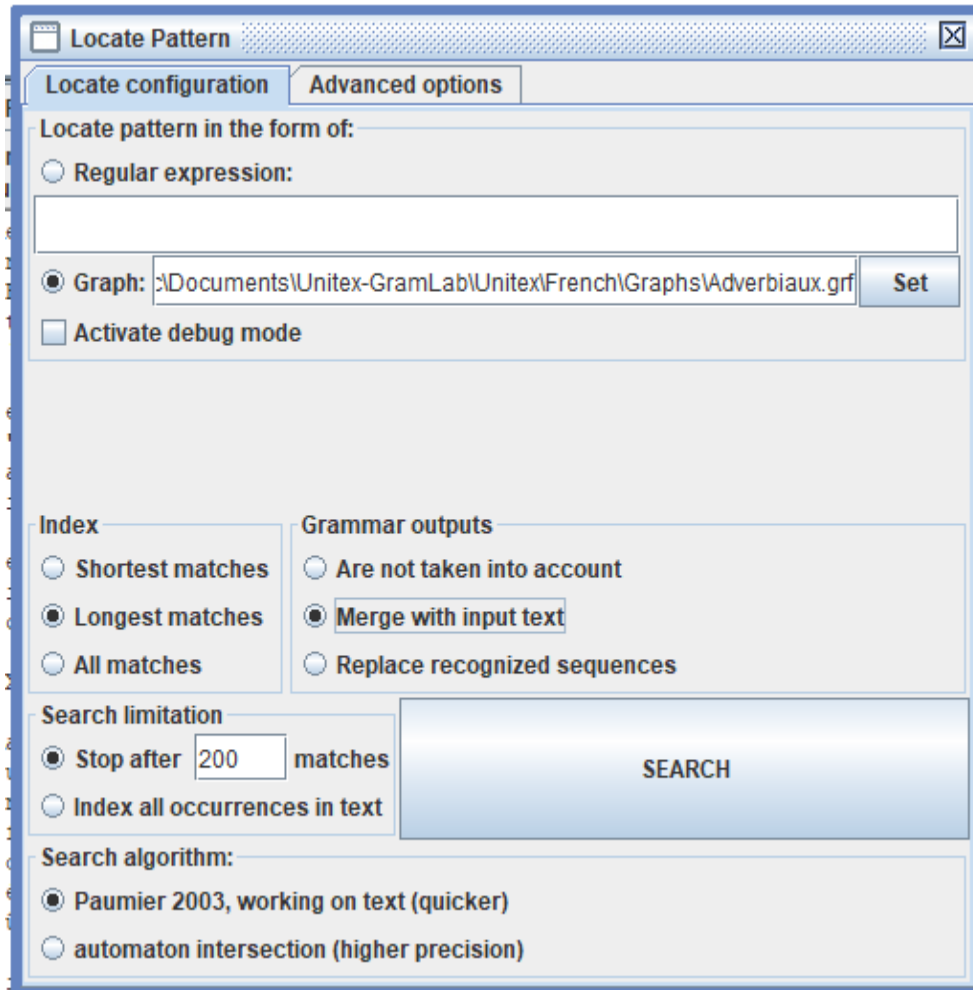 Locate Pattern
Locate configuration Advanced options
Locate pattern in the form of:
Regular expression:
Graph: :\Documents\Unitex-GramLab\Unitex\French\Graphs\Adverbiaux.grf Set
Activate debug mode
Index
Shortest matches
Longest matches
All matches
Grammar outputs
Are not taken into account
Merge with input text
Replace recognized sequences
Search limitation
Stop after 200 matches
Index all occurrences in text
SEARCH
Search algorithm:
Paumier 2003, working on text (quicker)
automaton intersection (higher precision)